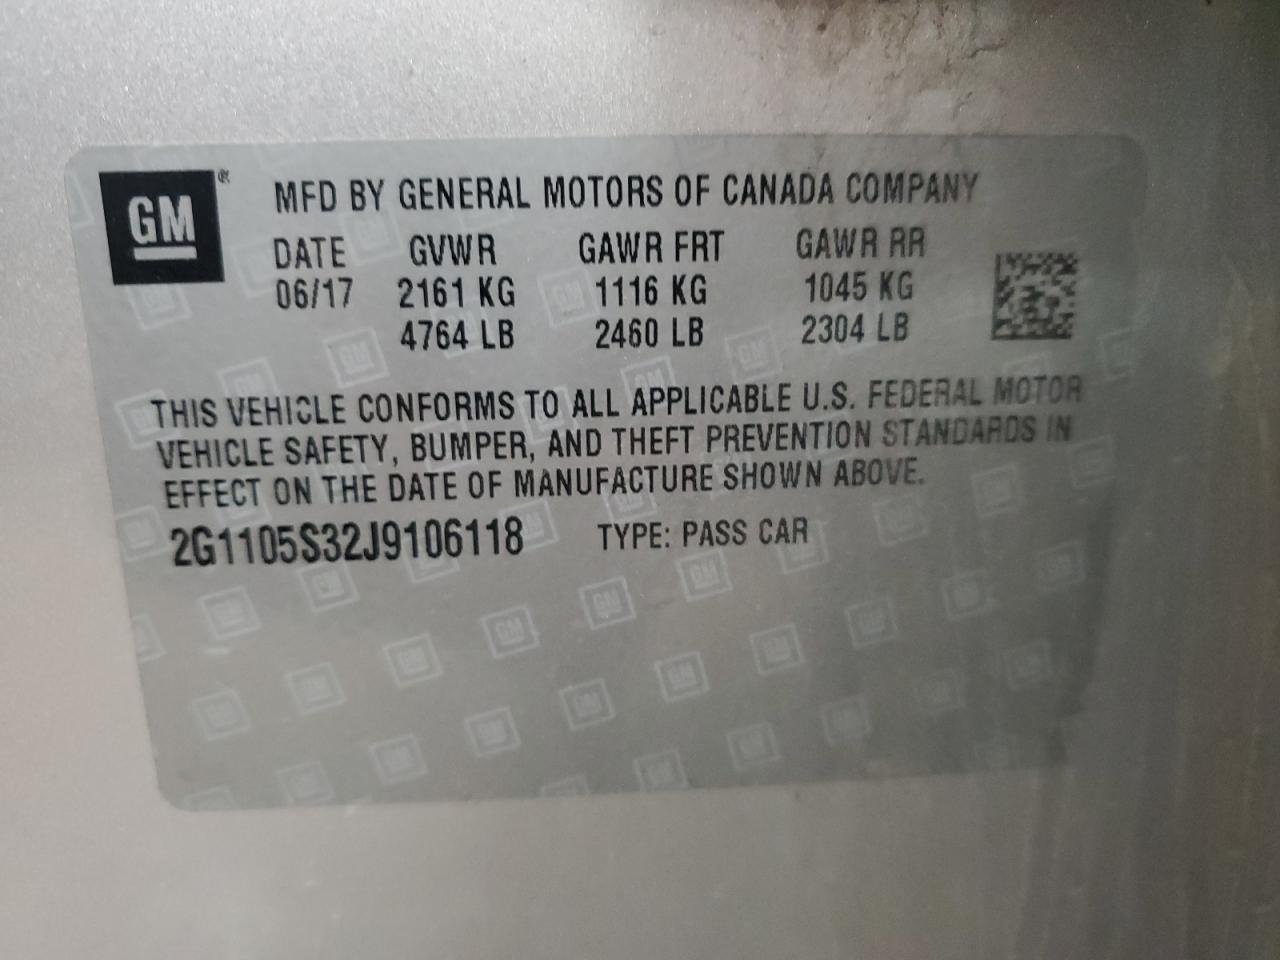 GM®
MFD BY GENERAL MOTORS OF CANADA COMPANY
DATE GVWR GAWR FRT GAWR RR
06/17 2161 KG 1116 KG 1045 KG
4764 LB 2460 LB 2304 LB
THIS VEHICLE CONFORMS TO ALL APPLICABLE U.S. FEDERAL MOTOR
VEHICLE SAFETY, BUMPER, AND THEFT PREVENTION STANDARDS IN
EFFECT ON THE DATE OF MANUFACTURE SHOWN ABOVE.
2G1105S32J9106118 TYPE: PASS CAR